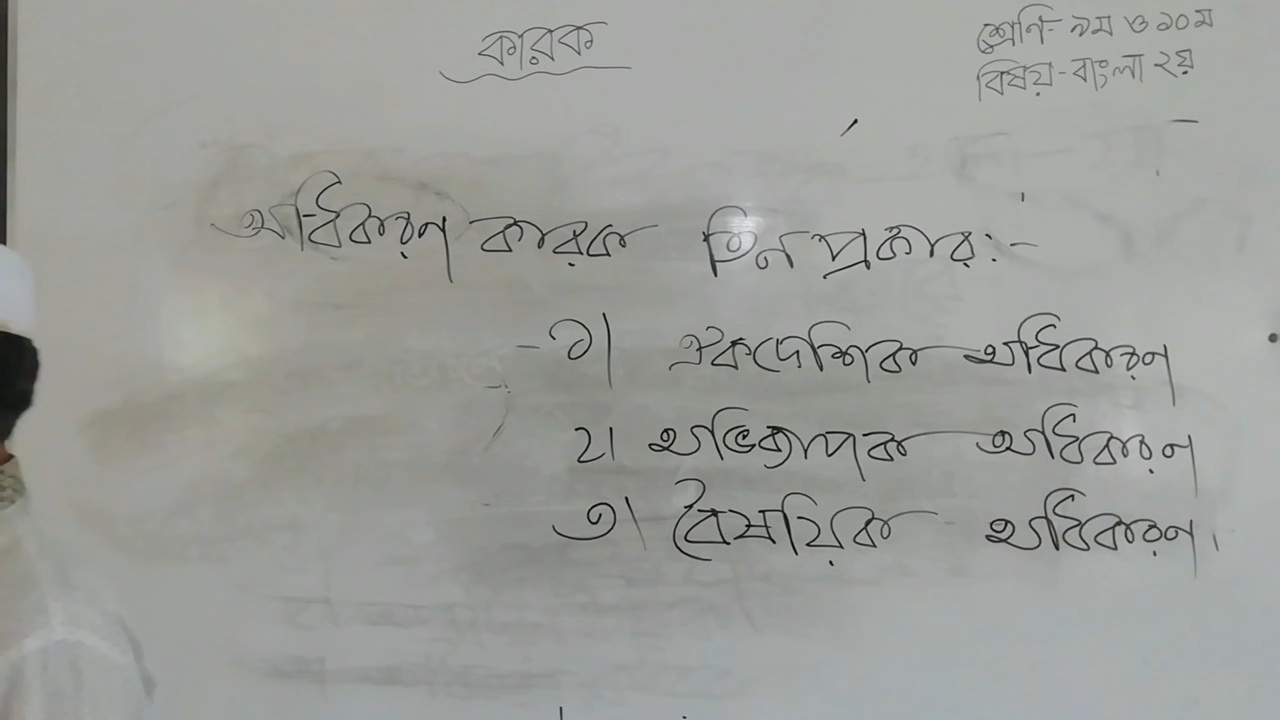 কারক
শ্রেণি- ৯ম ও ১০ম
বিষয় - বাংলা ২য়
অধিকরণ কারক তিন প্রকার:-
১। ঐকদেশিক অধিকরণ
২। অভিব্যাপক অধিকরণ
৩। বৈষয়িক অধিকরণ।